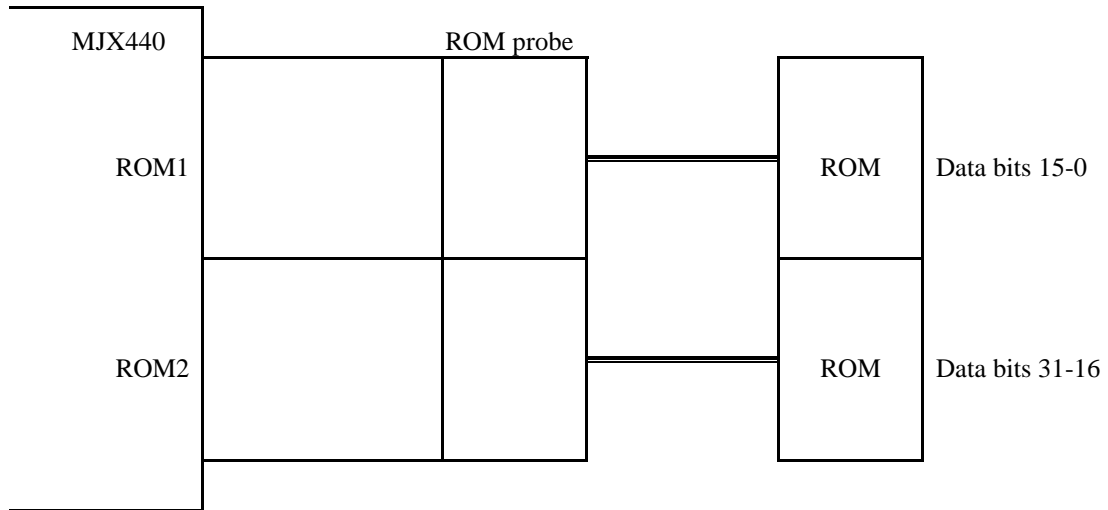 MJX440
ROM probe
ROM1
ROM
Data bits 15-0
ROM2
ROM
Data bits 31-16